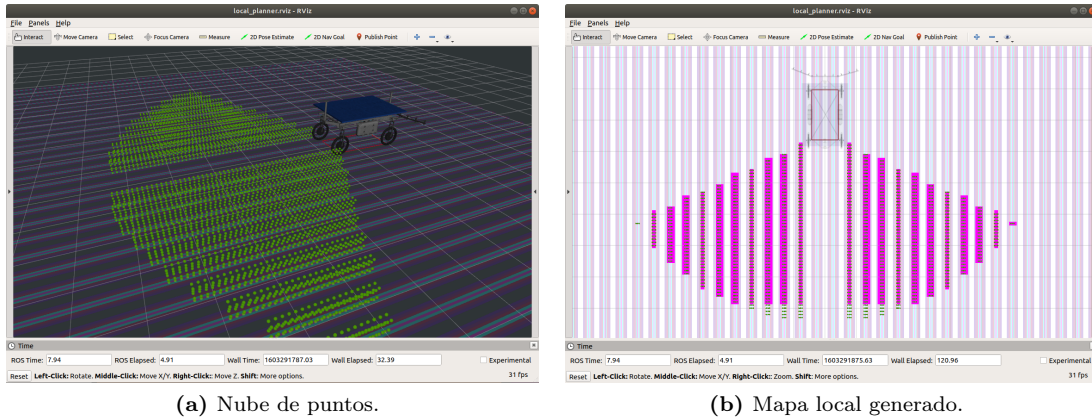 local_planner.rviz - RViz
File Panels Help
Interact Move Camera Select Focus Camera Measure 2D Pose Estimate 2D Nav Goal Publish Point
Time
ROS Time: 7.94 ROS Elapsed: 4.91 Wall Time: 1603291787.03 Wall Elapsed: 32.39 Experimental
Reset Left-Click: Rotate. Middle-Click: Move X/Y. Right-Click:: Move Z. Shift: More options. 31 fps
(a) Nube de puntos.
local_planner.rviz - RViz
File Panels Help
Interact Move Camera Select Focus Camera Measure 2D Pose Estimate 2D Nav Goal Publish Point
Time
ROS Time: 7.94 ROS Elapsed: 4.91 Wall Time: 1603291875.63 Wall Elapsed: 120.96 Experimental
Reset Left-Click: Rotate. Middle-Click: Move X/Y. Right-Click:: Zoom. Shift: More options. 31 fps
(b) Mapa local generado.